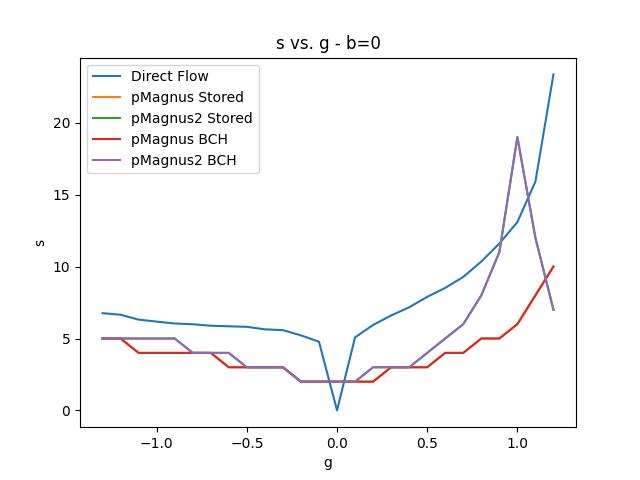 s vs. g - b=0
Direct Flow
pMagnus Stored
pMagnus2 Stored
pMagnus BCH
pMagnus2 BCH
20
15
10
5
0
s
−1.0 −0.5 0.0 0.5 1.0
g